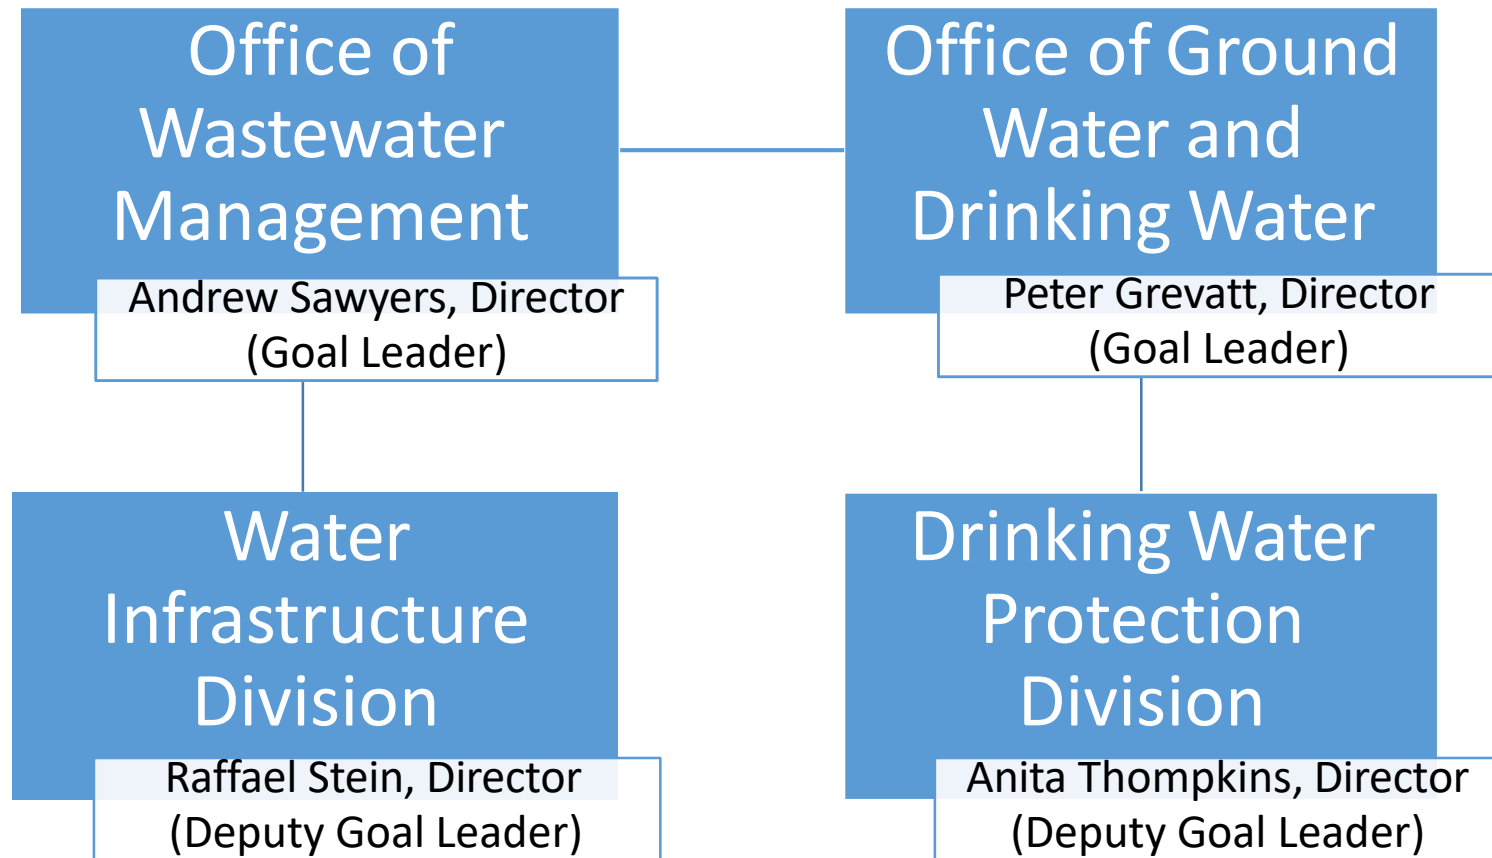 Office of
Wastewater
Management
Andrew Sawyers, Director
(Goal Leader)
Office of Ground
Water and
Drinking Water
Peter Grevatt, Director
(Goal Leader)
Water
Infrastructure
Division
Raffael Stein, Director
(Deputy Goal Leader)
Drinking Water
Protection
Division
Anita Thompkins, Director
(Deputy Goal Leader)